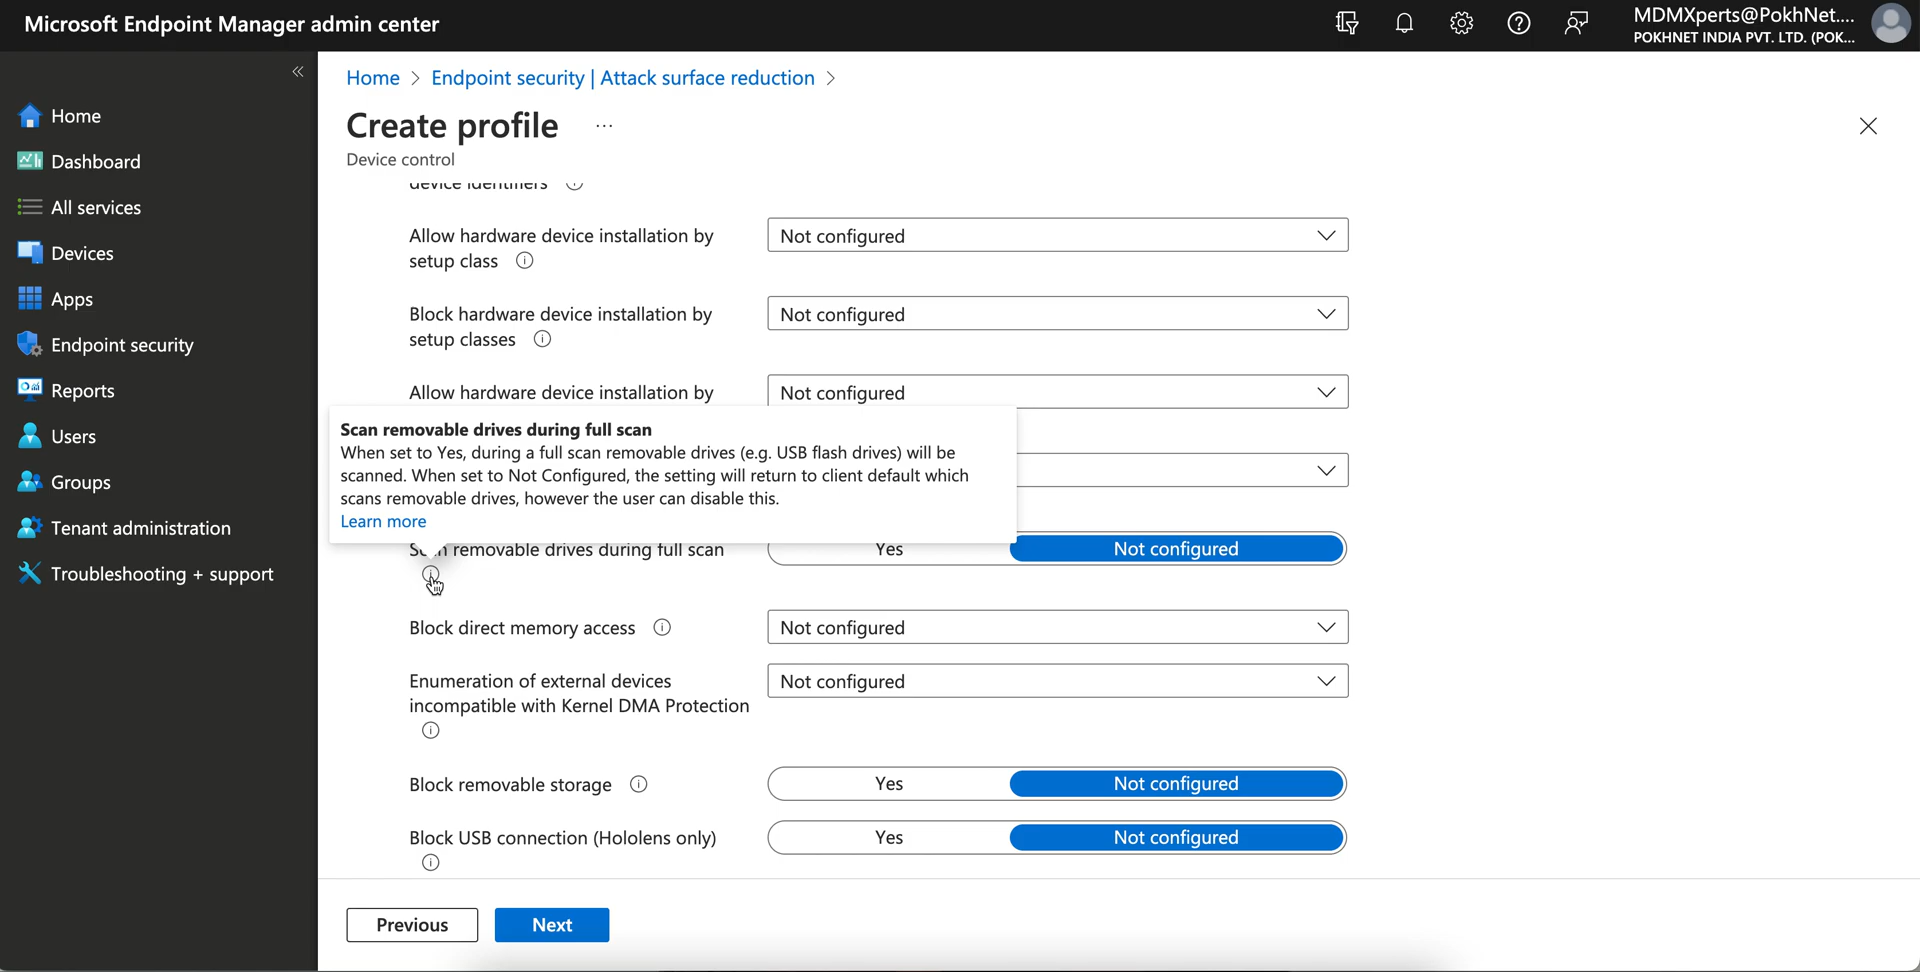 Microsoft Endpoint Manager admin center
MDMXperts@PokhNet....
POKHNET INDIA PVT. LTD. (POK...
«
Home
Dashboard
All services
Devices
Apps
Endpoint security
Reports
Users
Groups
Tenant administration
Troubleshooting + support
Home > Endpoint security | Attack surface reduction >
Create profile ...
Device control
device identifiers
Allow hardware device installation by
setup class
Not configured
Block hardware device installation by
setup classes
Not configured
Allow hardware device installation by
Not configured
Scan removable drives during full scan
When set to Yes, during a full scan removable drives (e.g. USB flash drives) will be
scanned. When set to Not Configured, the setting will return to client default which
scans removable drives, however the user can disable this.
Learn more
Scan removable drives during full scan
Yes Not configured
Block direct memory access
Not configured
Enumeration of external devices
incompatible with Kernel DMA Protection
Not configured
Block removable storage
Yes Not configured
Block USB connection (Hololens only)
Yes Not configured
Previous Next